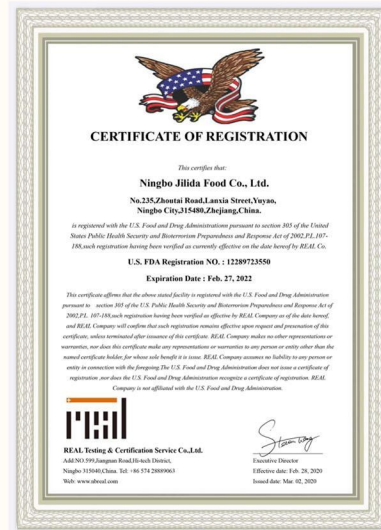 CERTIFICATE OF REGISTRATION
This certifies that:
Ningbo Jilida Food Co., Ltd.
No.235,Zhoutai Road,Lanxia Street,Yuyao,
Ningbo City,315480,Zhejiang,China.
is registered with the U.S. Food and Drug Administrationn pursuant to section 305 of the United
States Public Health Security and Bioterrorism Preparedness and Response Act of 2002,P.L.107-
188,such registration having been verified as currently effective on the date hereof by REAL Co.
U.S. FDA Registration NO. : 12289723550
Expiration Date : Feb. 27, 2022
This certificate affirms that the above stated facility is registered with the U.S. Food and Drug Administration
pursuant to section 305 of the U.S. Public Health Security and Bioterrorism Preparedness and Response Act of
2002,P.L. 107-188,such registration having been verified as effective by REAL Company as of the date hereof,
and REAL Company will confirm that such registration remains effective upon request and presentation of this
certificate, unless terminated after issuance of this certificate. REAL Company makes no other representations or
warranties, nor does this certificate make any representations or warranties to any person or entity other than the
named certificate holder, for whose sole benefit it is issue. REAL Company assumes no liability to any person or
entity in connection with the foregoing.The U.S. Food and Drug Administration does not issue a certificate of
registration ,nor does the U.S. Food and Drug Administration recognize a certificate of registration. REAL
Company is not affiliated with the U.S. Food and Drug Administration.
real
REAL Testing & Certification Service Co.,Ltd.
Add:NO.599,Jiangnan Road,Hi-tech District,
Ningbo 315040,China. Tel: +86 574 28889063
Web: www.ubreal.com
Executive Director
Effective date: Feb. 28, 2020
Issued date: Mar. 02, 2020